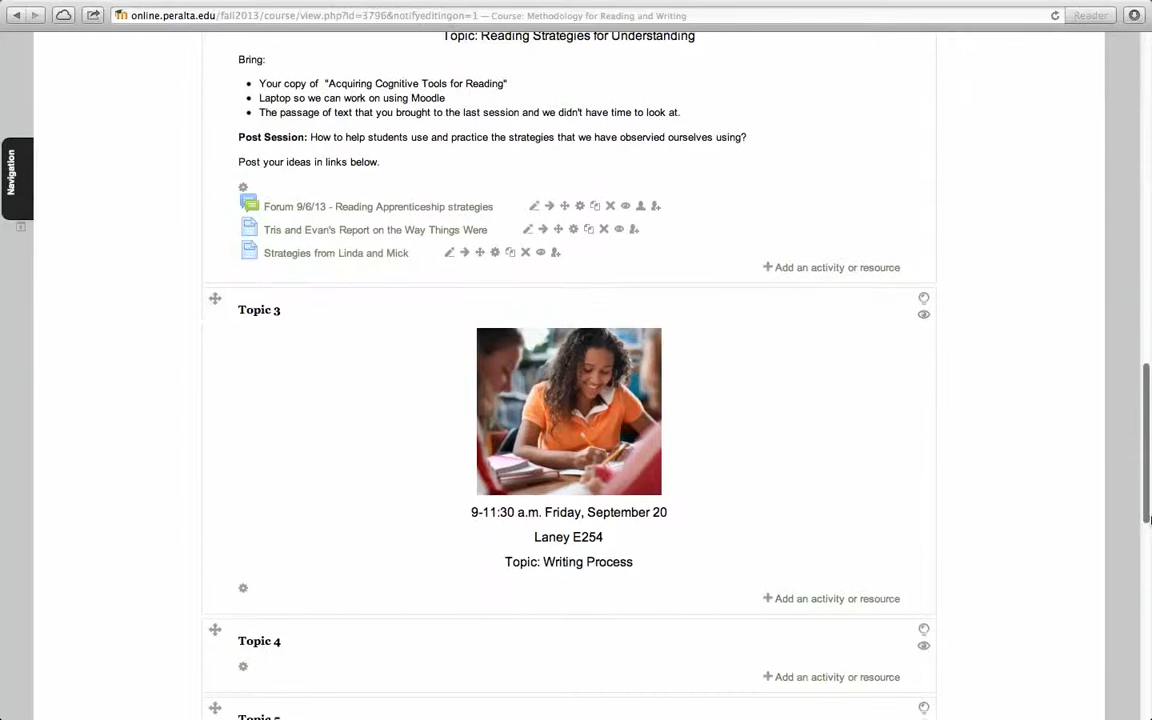 online.peralta.edu/fall2013/course/view.php?id=3796&notifyeditingon=1 — Course: Methodology for Reading and Writing
Reader
Topic: Reading Strategies for Understanding
Bring:
Your copy of "Acquiring Cognitive Tools for Reading"
Laptop so we can work on using Moodle
The passage of text that you brought to the last session and we didn't have time to look at.
Navigation
Post Session: How to help students use and practice the strategies that we have observied ourselves using?
Post your ideas in links below.
Forum 9/6/13 - Reading Apprenticeship strategies
Tris and Evan's Report on the Way Things Were
Strategies from Linda and Mick
Add an activity or resource
Topic 3
9-11:30 a.m. Friday, September 20
Laney E254
Topic: Writing Process
Add an activity or resource
Topic 4
Add an activity or resource
Topic 5